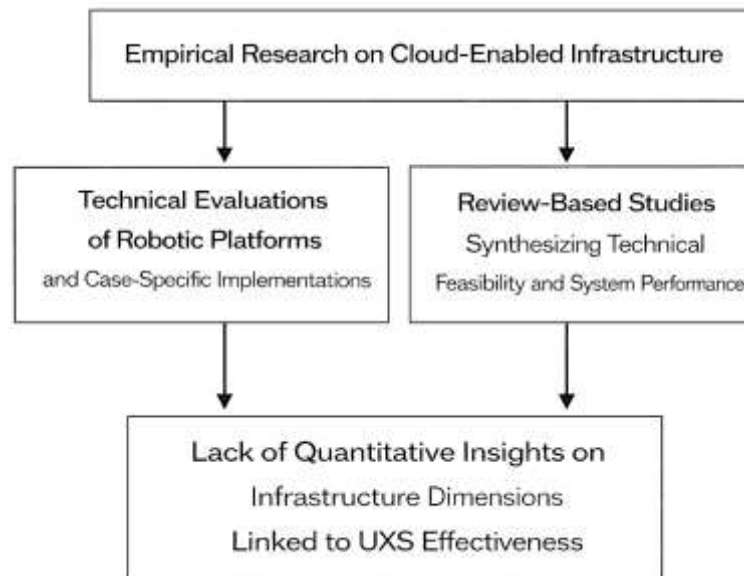 Empirical Research on Cloud-Enabled Infrastructure
Technical Evaluations
of Robotic Platforms
and Case-Specific Implementations
Review-Based Studies
Synthesizing Technical
Feasibility and System Performance
Lack of Quantitative Insights on
Infrastructure Dimensions
Linked to UXS Effectiveness